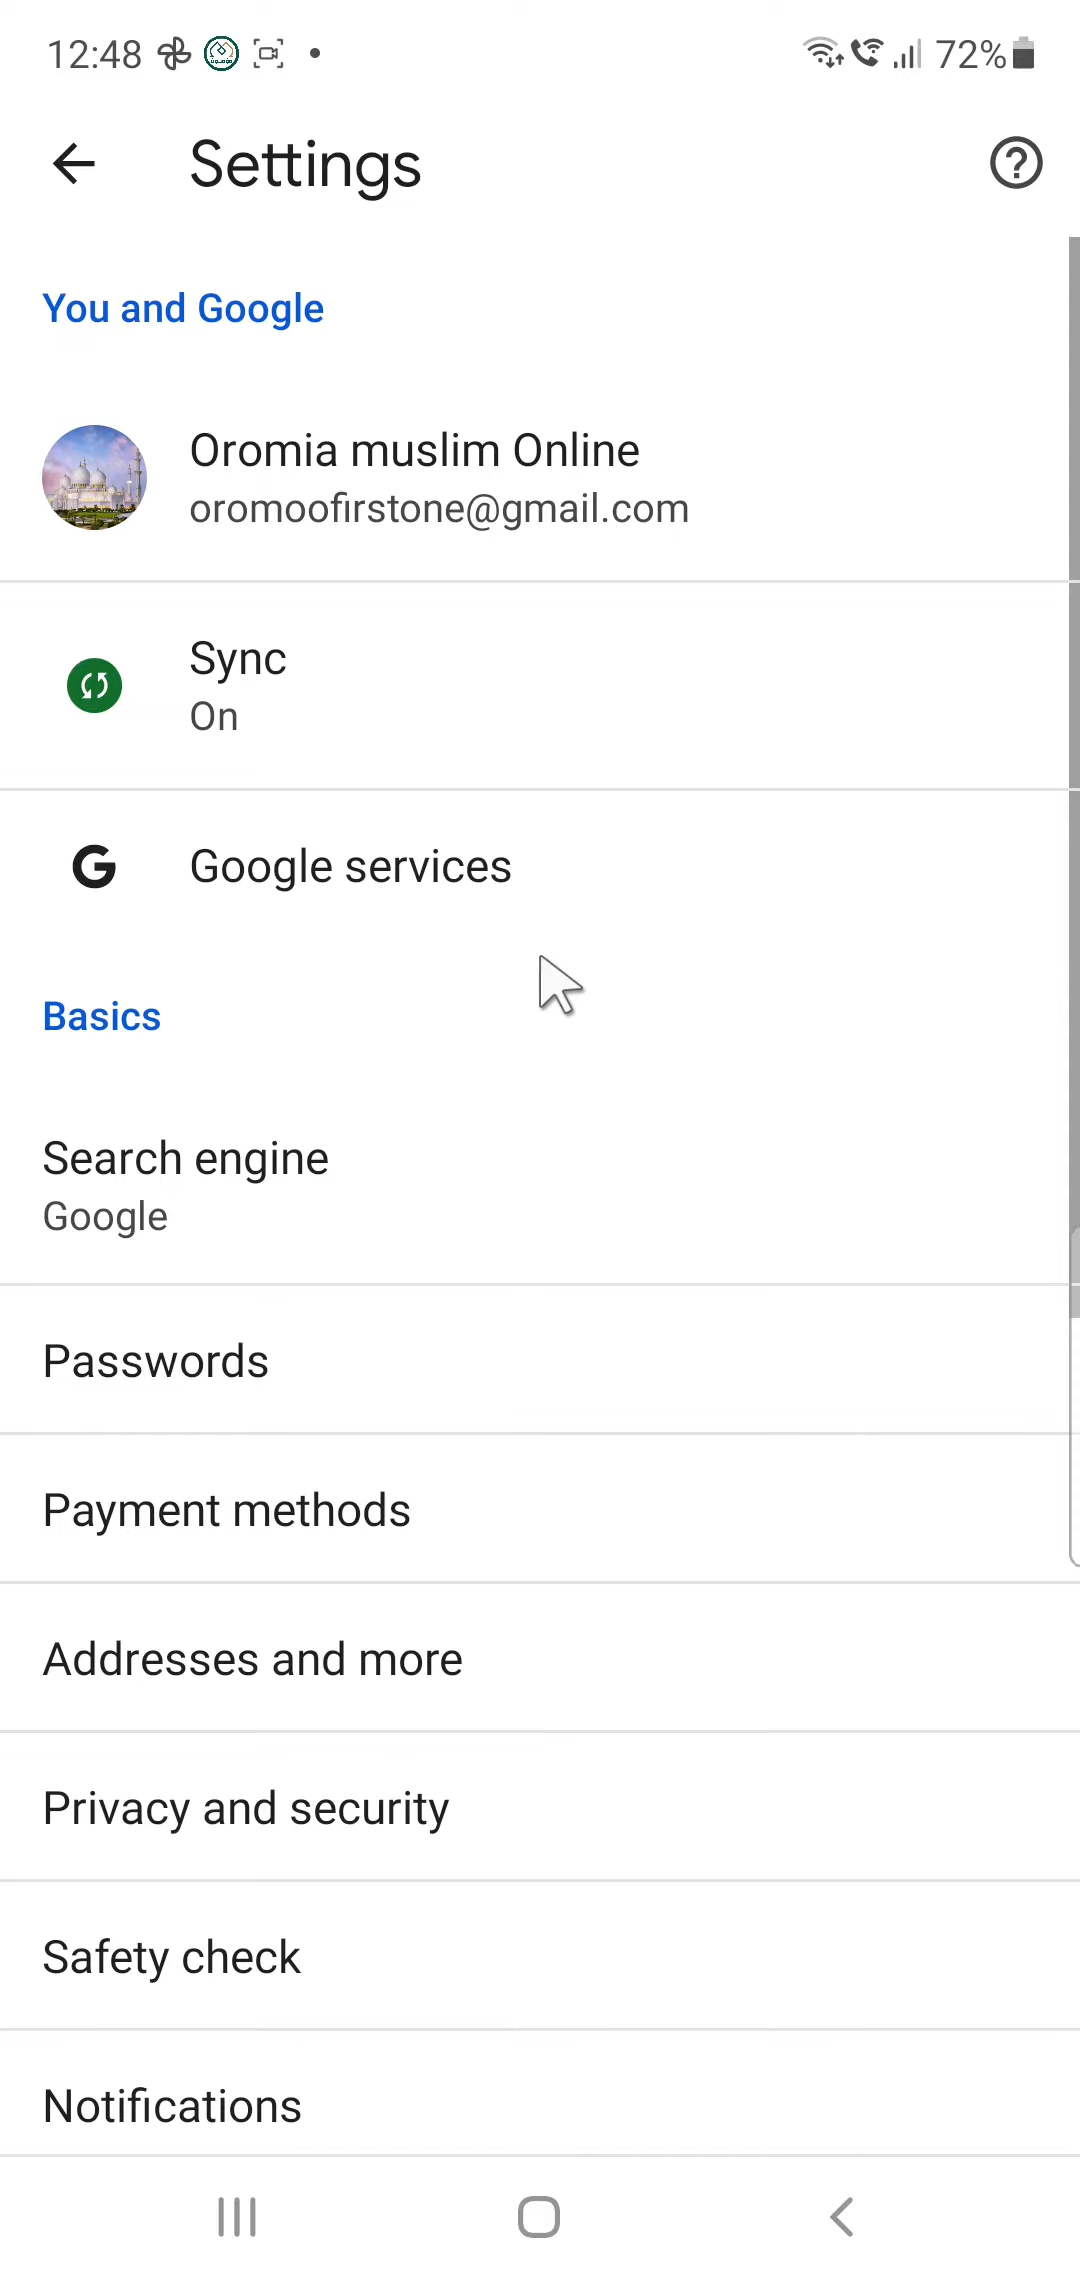 12:48
72%
Settings
You and Google
Oromia muslim Online
oromoofirstone@gmail.com
Sync
On
Google services
Basics
Search engine
Google
Passwords
Payment methods
Addresses and more
Privacy and security
Safety check
Notifications